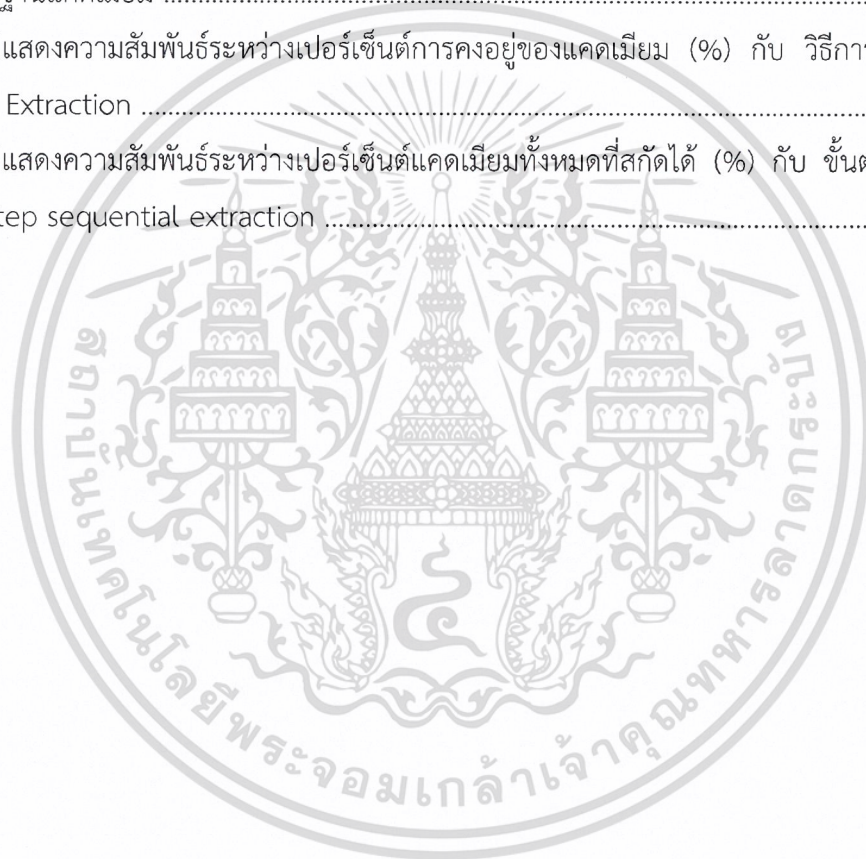 แสดงความสัมพันธ์ระหว่างเปอร์เซ็นต์การคงอยู่ของแคดเมียม (%) กับ วิธีการ
Extraction ....................................................................................................
แสดงความสัมพันธ์ระหว่างเปอร์เซ็นต์แคดเมียมทั้งหมดที่สกัดได้ (%) กับ ขั้นต
tep sequential extraction ....................................................................................
สถาบันเทคโนโลยีพระจอมเกล้าเจ้าคุณทหารลาดกระบัง